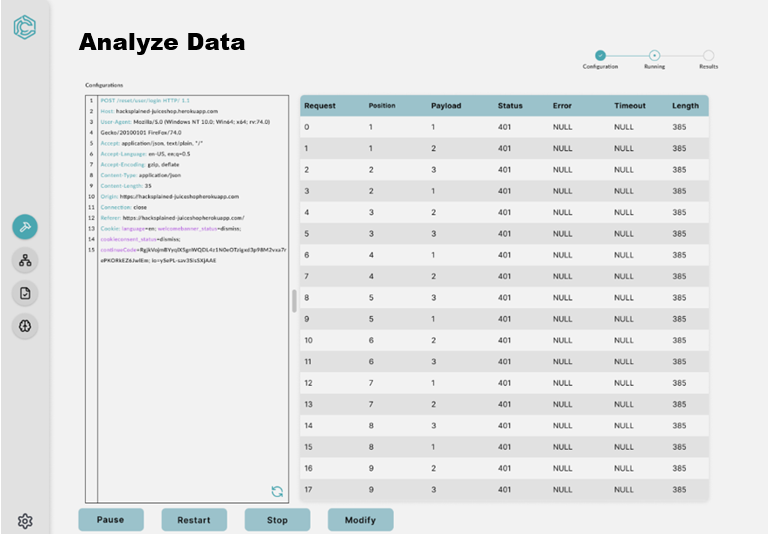 Analyze Data
Configuration Running Results
Configurations
1 POST /rest/user/login HTTP/ 1.1
2 Host: hacksplained-juiceshop.herokuapp.com
3 User-Agent: Mozilla/5.0 (Windows NT 10.0; Win64; x64; rv:74.0)
4 Gecko/20100101 FireFox/74.0
5 Accept: application/json, text/plain, */*
6 Accept-Language: en-US, en;q=0.5
7 Accept-Encoding: gzip, deflate
8 Content-Type: application/json
9 Content-Length: 35
10 Origin: https://hacksplained-juiceshopherokuapp.com
11 Connection: close
12 Referer: https://hacksplained-juiceshopherokuapp.com/
13 Cookie: language=en; welcomebanner_status=dismiss;
14 cookieconsent_status=dismiss;
15
Request Position Payload Status Error Timeout Length
0 1 1 401 NULL NULL 385
1 1 2 401 NULL NULL 385
2 2 3 401 NULL NULL 385
3 2 1 401 NULL NULL 385
4 3 2 401 NULL NULL 385
5 3 3 401 NULL NULL 385
6 4 1 401 NULL NULL 385
7 4 2 401 NULL NULL 385
8 5 3 401 NULL NULL 385
9 5 1 401 NULL NULL 385
10 6 2 401 NULL NULL 385
11 6 3 401 NULL NULL 385
12 7 1 401 NULL NULL 385
13 7 2 401 NULL NULL 385
14 8 3 401 NULL NULL 385
15 8 1 401 NULL NULL 385
16 9 2 401 NULL NULL 385
17 9 3 401 NULL NULL 385
Pause Restart Stop Modify